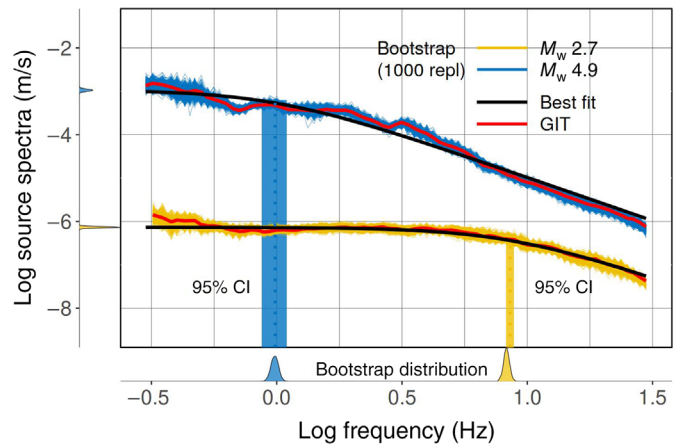 Log source spectra (m/s)
−2
−4
−6
−8
Bootstrap
(1000 repl)
Mw 2.7
Mw 4.9
Best fit
GIT
95% CI
95% CI
Bootstrap distribution
−0.5
0.0
0.5
1.0
1.5
Log frequency (Hz)